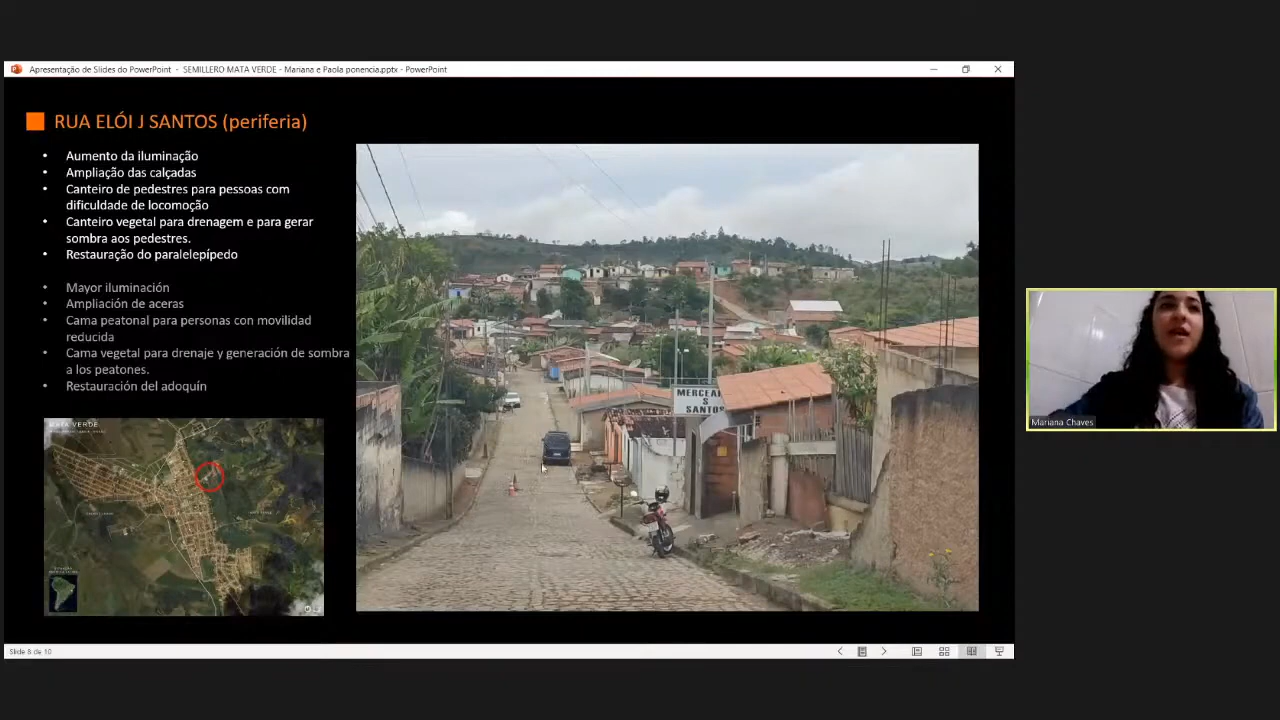 Apresentação de Slides do PowerPoint - SEMILLERO MATA VERDE - Mariana e Paola ponencia.pptx - PowerPoint
RUA ELÓI J SANTOS (periferia)
• Aumento da iluminação
• Ampliação das calçadas
• Canteiro de pedestres para pessoas com
dificuldade de locomoção
• Canteiro vegetal para drenagem e para gerar
sombra aos pedestres.
• Restauração do paralelepípedo
• Mayor iluminación
• Ampliación de aceras
• Cama peatonal para personas con movilidad
reducida
• Cama vegetal para drenaje y generación de sombra
a los peatones.
• Restauración del adoquín
MERCEAR
S
SANTOS
MATA VERDE
Mariana Chaves
Slide 8 de 10